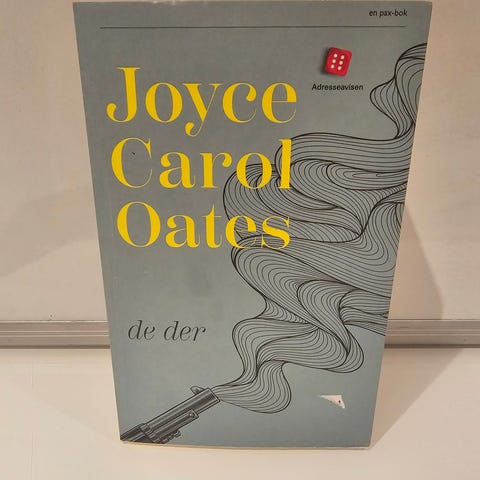 en pax-bok
Adresseavisen
Joyce
Carol
Oates
de der